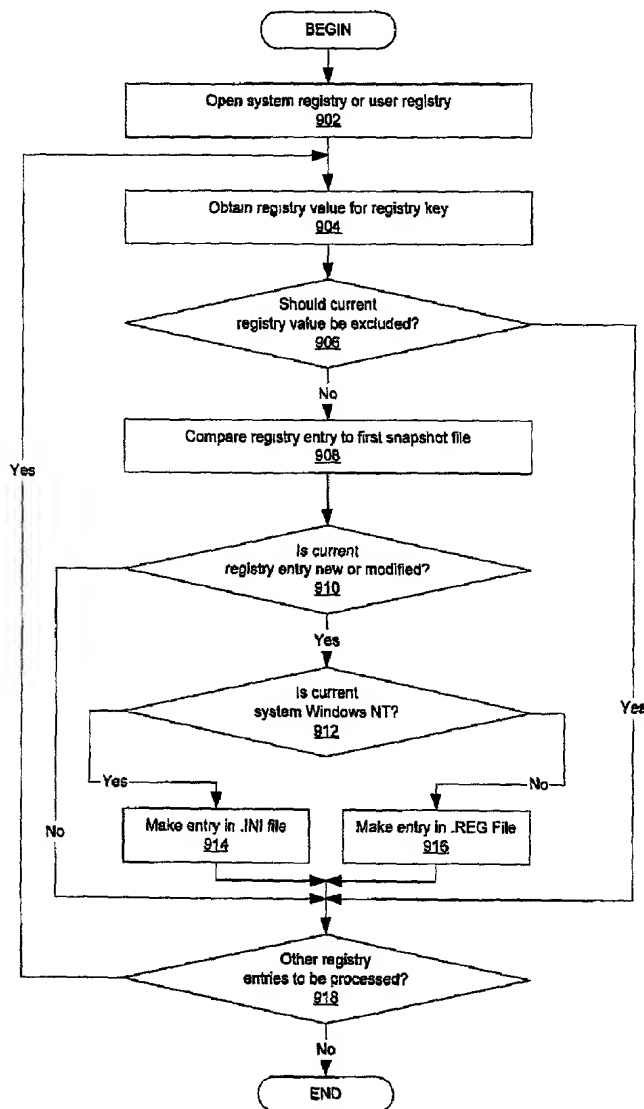 BEGIN
Open system registry or user registry
902
Obtain registry value for registry key
904
Should current
registry value be excluded?
906
No
Compare registry entry to first snapshot file
908
Yes
Is current
registry entry new or modified?
910
Yes
Is current
system Windows NT?
912
Yes
Yes
No
No
Make entry in .INI file
914
Make entry in .REG File
916
Other registry
entries to be processed?
918
No
END